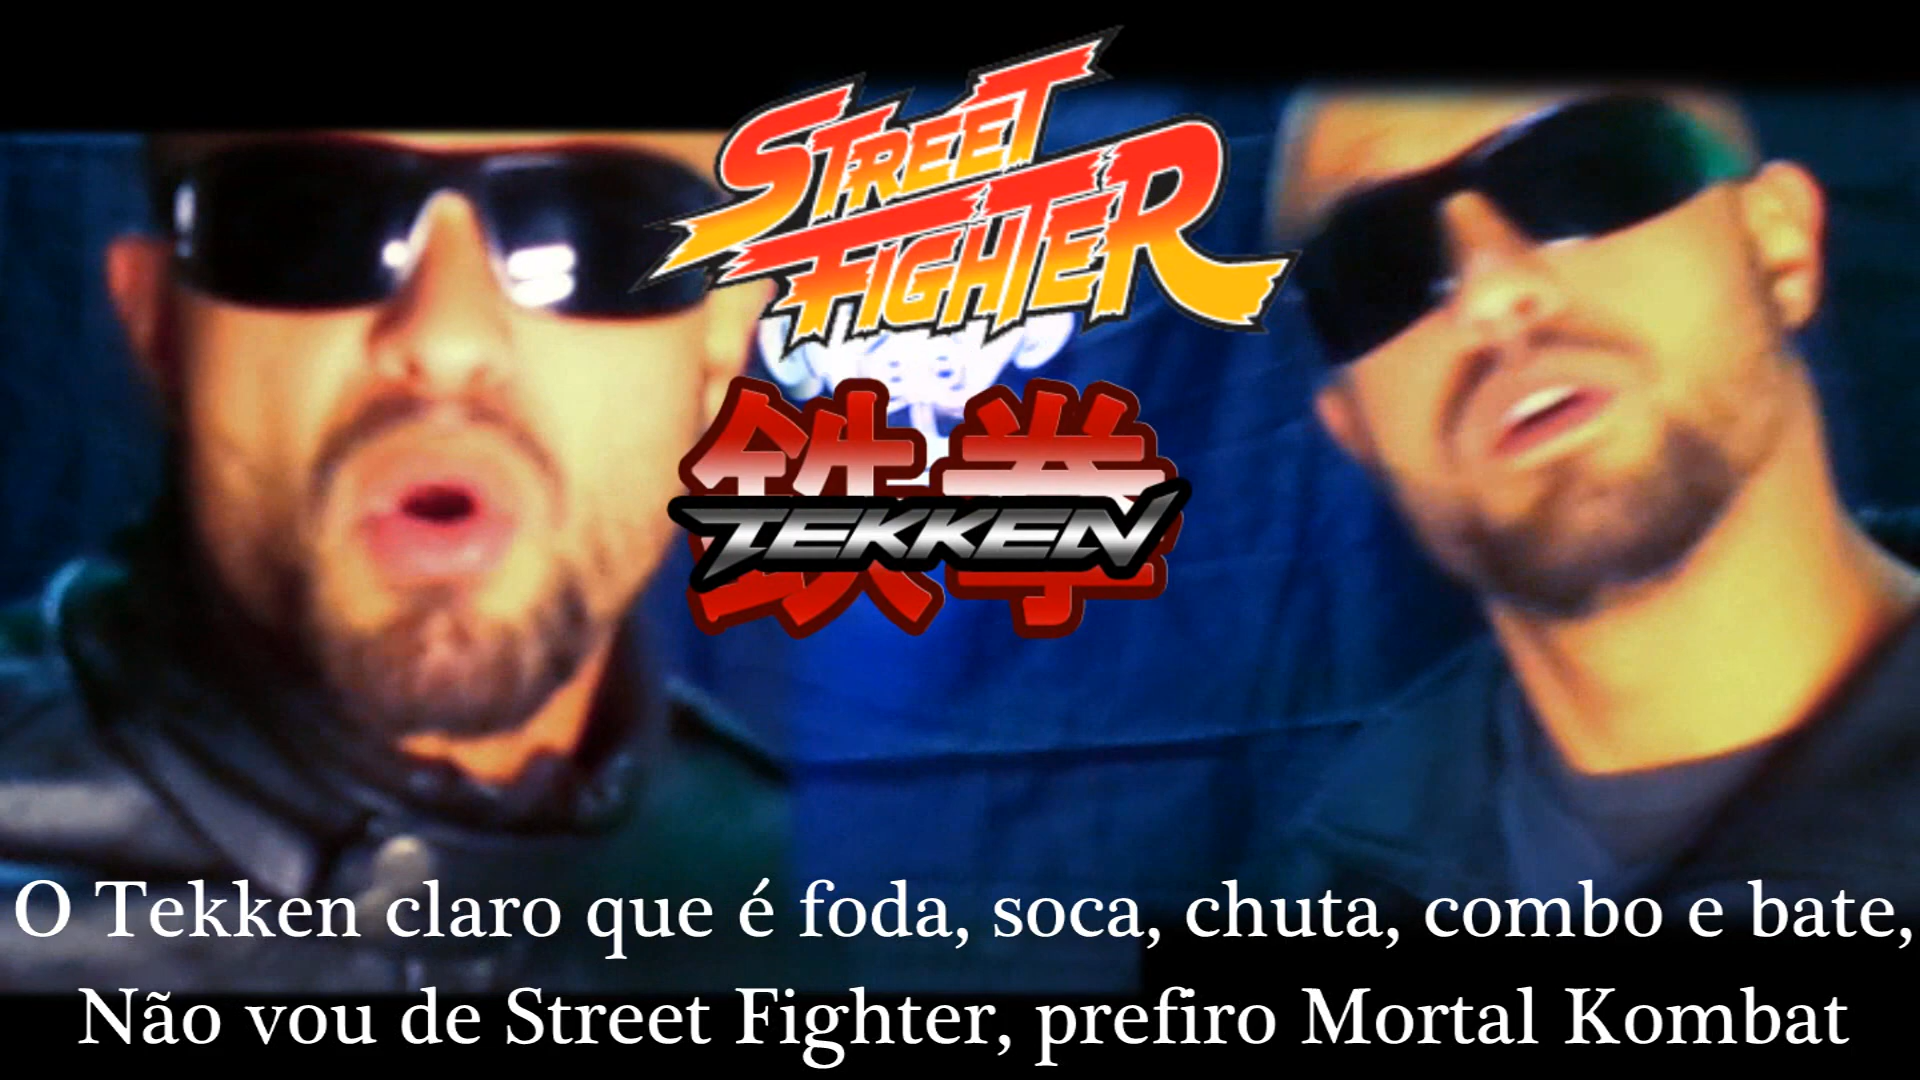 STREET
FIGHTER
鉄拳
TEKKEN
O Tekken claro que é foda, soca, chuta, combo e bate,
Não vou de Street Fighter, prefiro Mortal Kombat